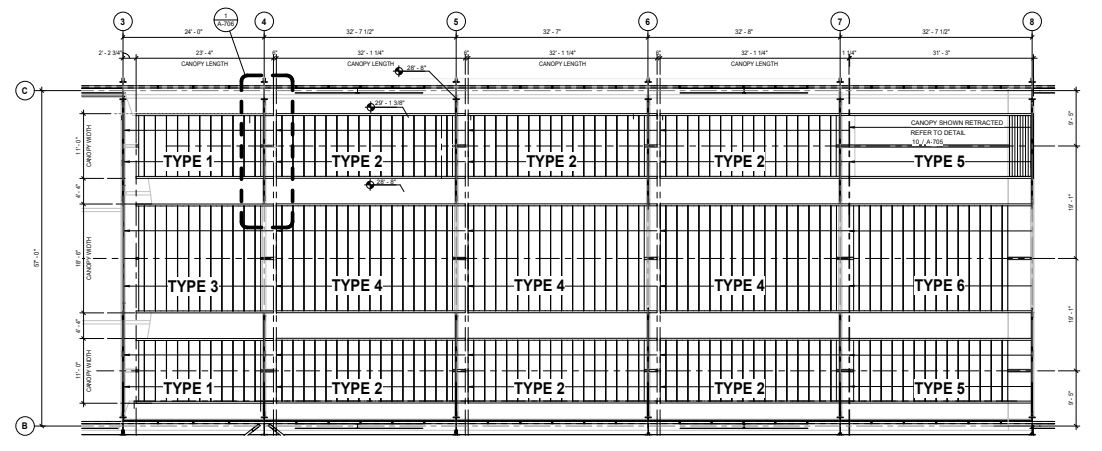 3
1
A-706
4
5
6
7
8
24' - 0"
32' - 7 1/2"
32' - 7"
32' - 8"
32' - 7 1/2"
2' - 2 3/4"
23' - 4"
6"
32' - 1 1/4"
6"
32' - 1 1/4"
6"
32' - 1 1/4"
1 1/4"
31' - 3"
CANOPY LENGTH
CANOPY LENGTH
CANOPY LENGTH
CANOPY LENGTH
28' - 8"
C
29' - 1 3/8"
CANOPY SHOWN RETRACTED
REFER TO DETAIL
10 / A-705
9' - 5"
11' - 0"
CANOPY WIDTH
TYPE 1
TYPE 2
TYPE 2
TYPE 2
TYPE 5
28' - 8"
4' - 4"
19' - 1"
57' - 0"
18' - 6"
CANOPY WIDTH
TYPE 3
TYPE 4
TYPE 4
TYPE 4
TYPE 6
4' - 4"
19' - 1"
11' - 0"
CANOPY WIDTH
TYPE 1
TYPE 2
TYPE 2
TYPE 2
TYPE 5
9' - 5"
B